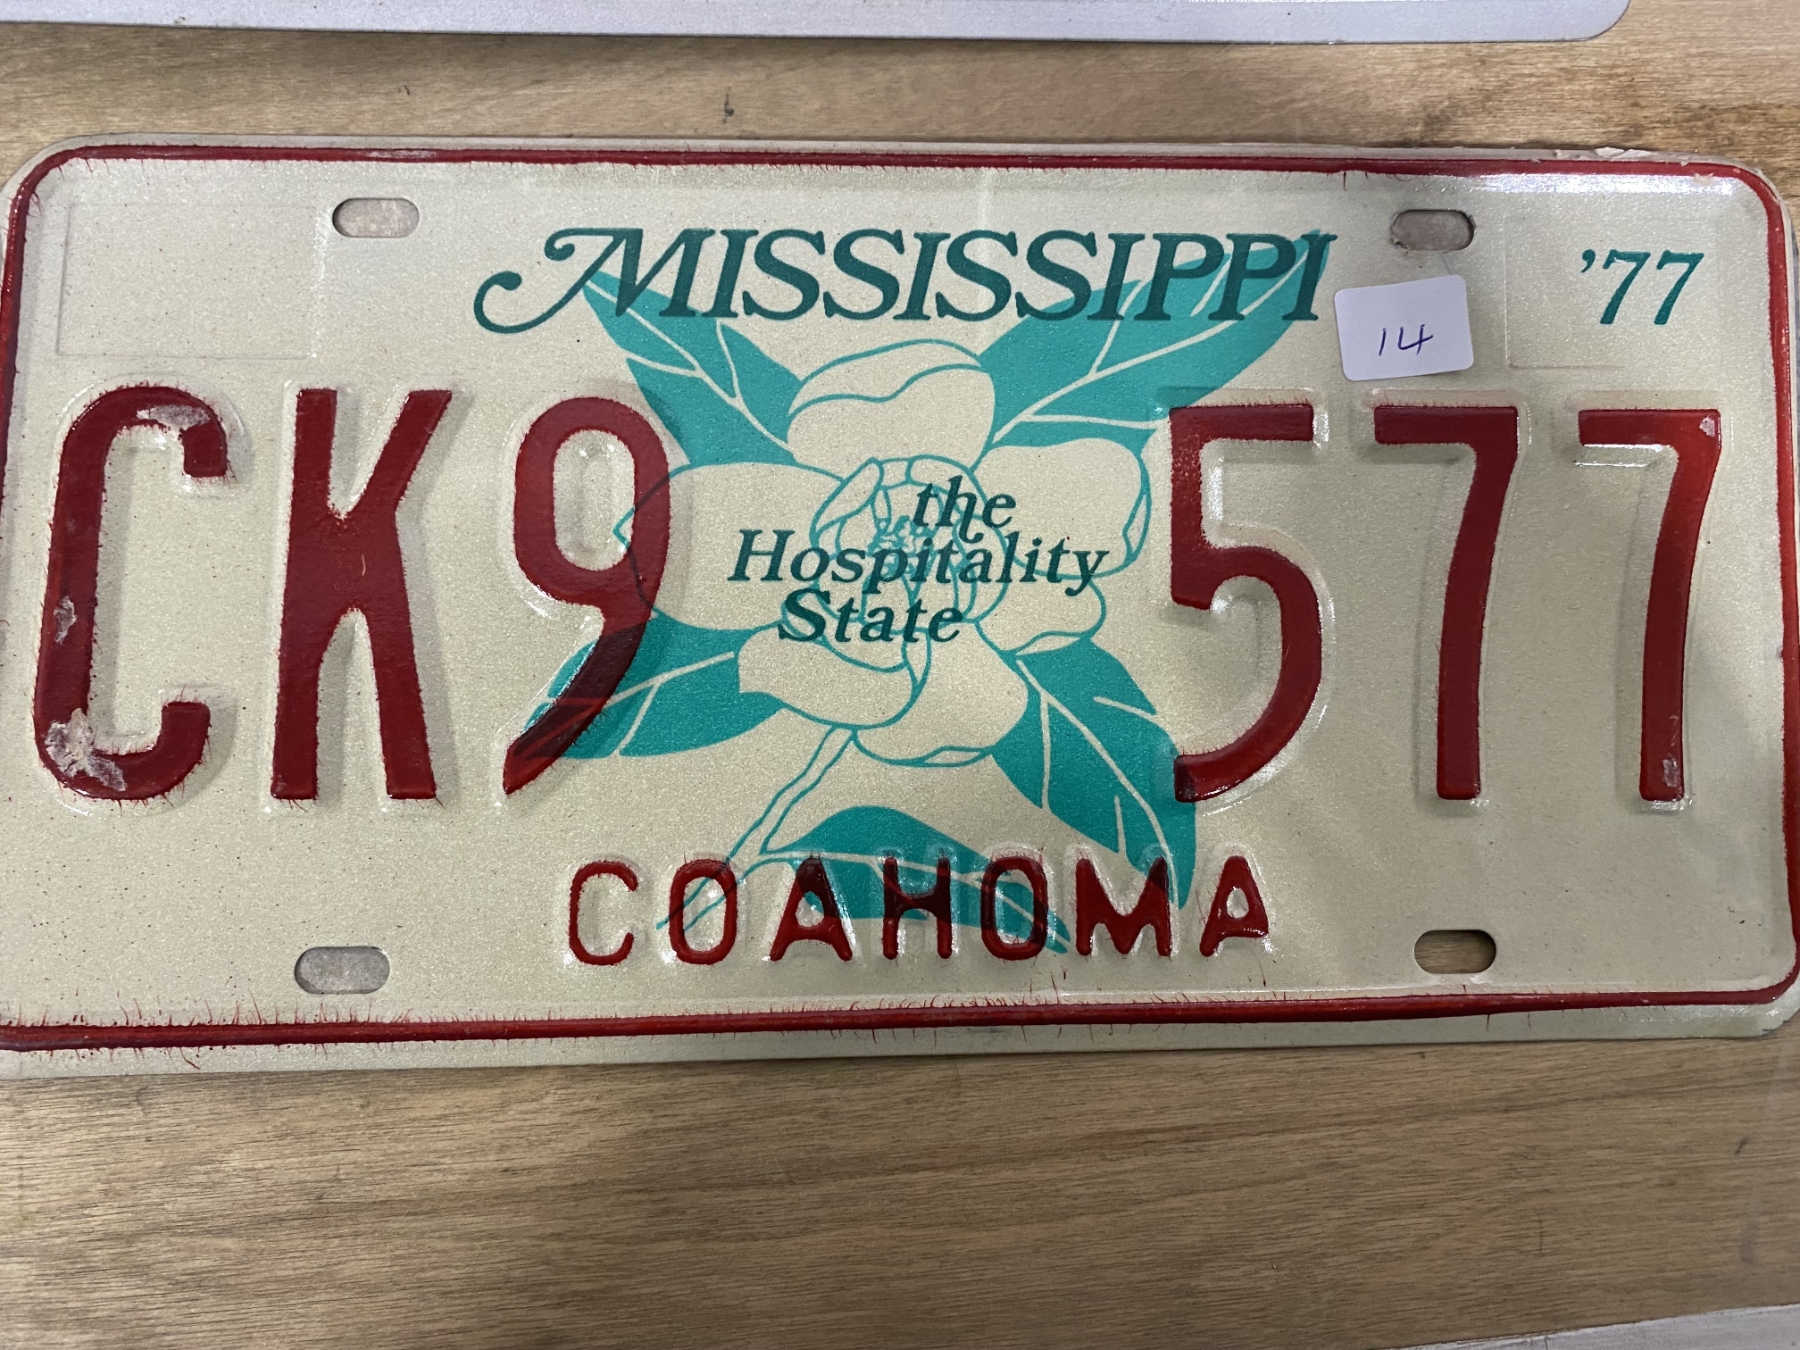 MISSISSIPPI
'77
14
CK9 577
the
Hospitality
State
COAHOMA